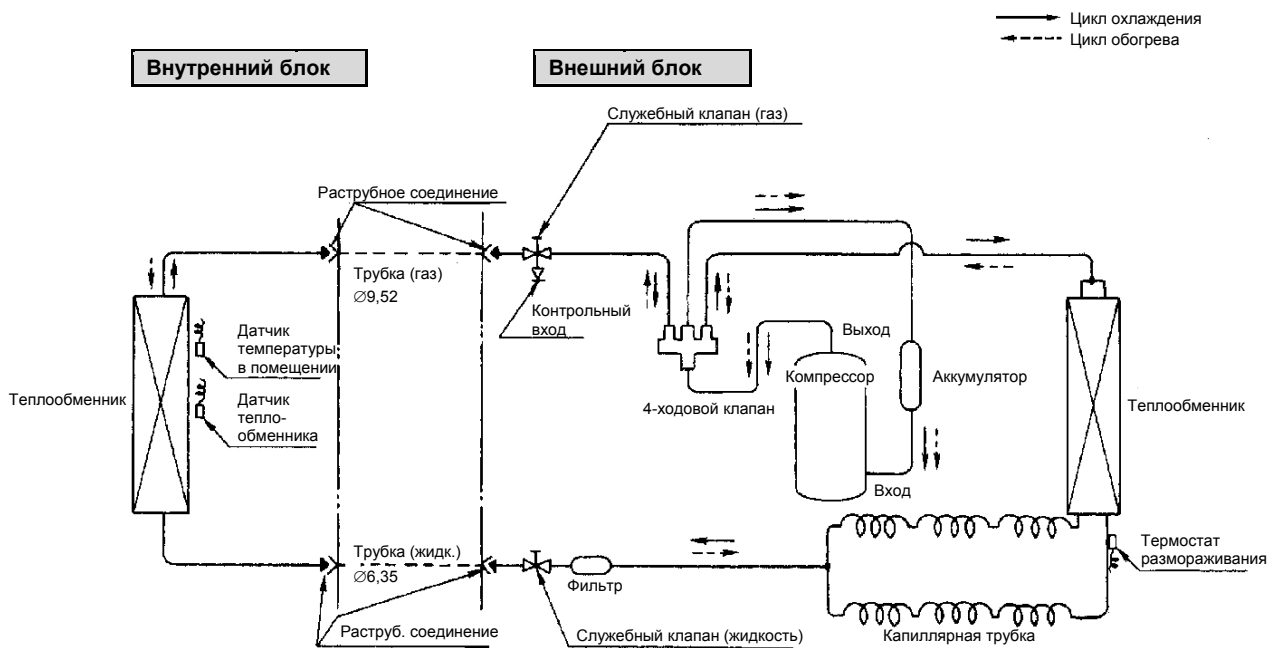 Цикл охлаждения
Цикл обогрева
Внутренний блок
Внешний блок
Служебный клапан (газ)
Раструбное соединение
Трубка (газ)
∅9,52
Контрольный
вход
Выход
Датчик
температуры
в помещении
Компрессор
Аккумулятор
Теплообменник
Датчик
тепло-
обменника
4-ходовой клапан
Теплообменник
Вход
Трубка (жидк.)
∅6,35
Фильтр
Термостат
размораживания
Раструб. соединение
Служебный клапан (жидкость)
Капиллярная трубка